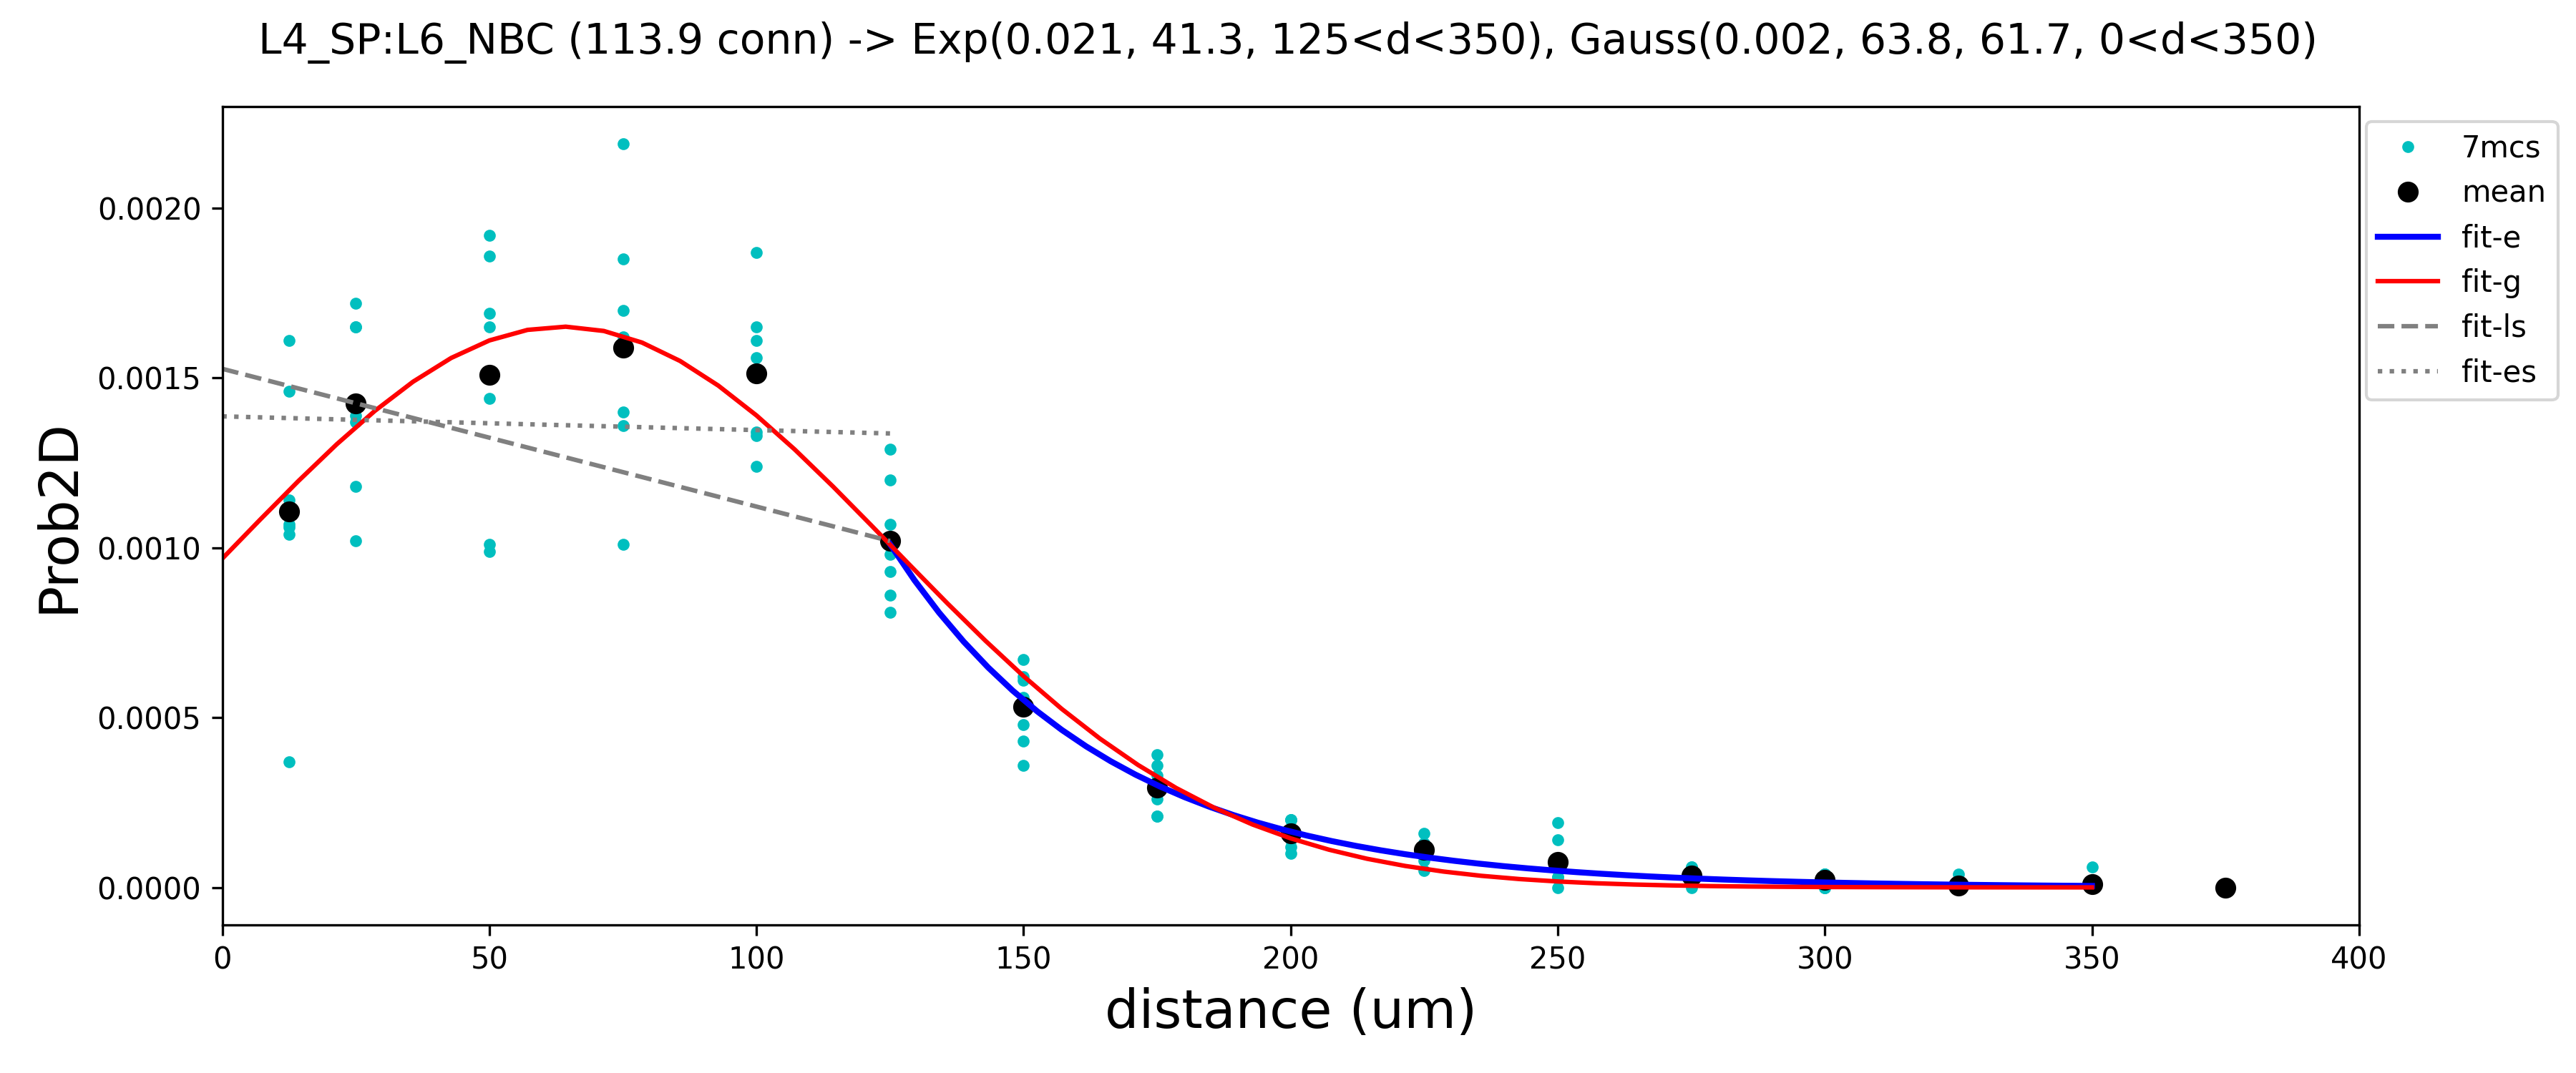 L4_SP:L6_NBC (113.9 conn) -> Exp(0.021, 41.3, 125<d<350), Gauss(0.002, 63.8, 61.7, 0<d<350)
7mcs
mean
fit-e
fit-g
fit-ls
fit-es
Prob2D
0.0020
0.0015
0.0010
0.0005
0.0000
0 50 100 150 200 250 300 350 400
distance (um)